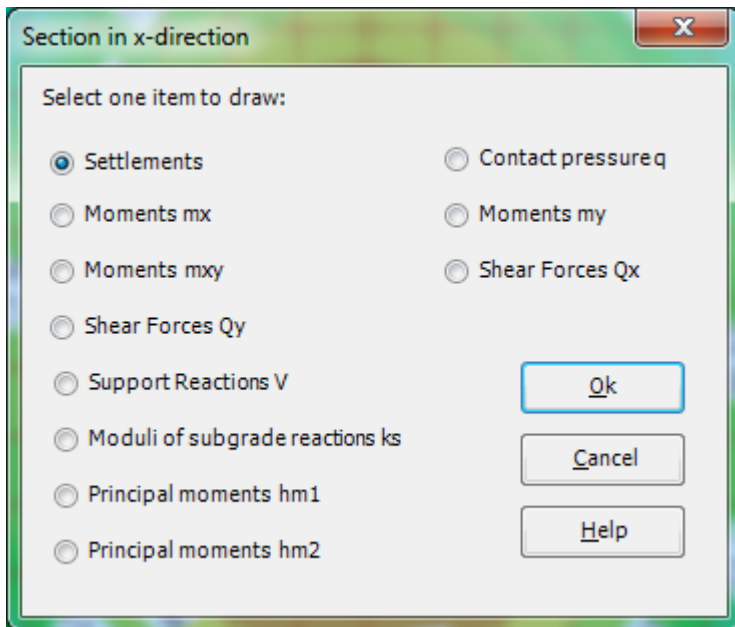 Section in x-direction
Select one item to draw:
Settlements
Contact pressure q
Moments mx
Moments my
Moments mxy
Shear Forces Qx
Shear Forces Qy
Support Reactions V
Moduli of subgrade reactions ks
Principal moments hm1
Principal moments hm2
Ok
Cancel
Help